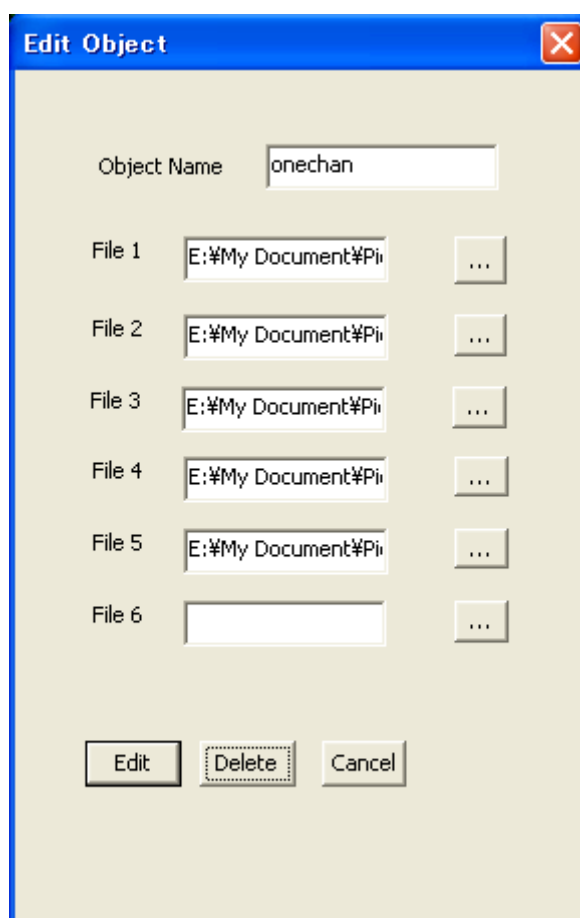 Edit Object
Object Name onechan
File 1 E:¥My Document¥Pi ...
File 2 E:¥My Document¥Pi ...
File 3 E:¥My Document¥Pi ...
File 4 E:¥My Document¥Pi ...
File 5 E:¥My Document¥Pi ...
File 6 ...
Edit Delete Cancel